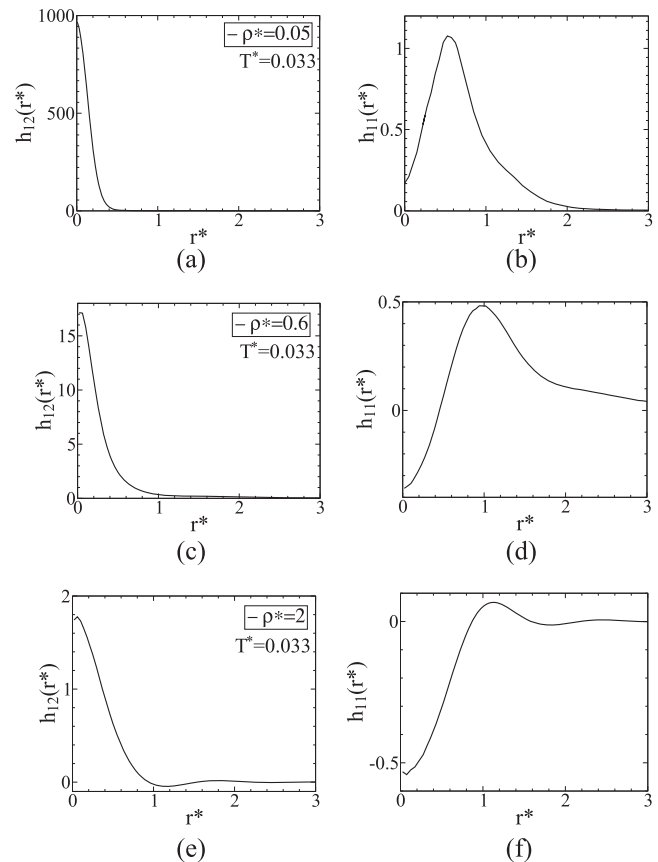 1000
500
0
h12(r*)
– ρ*=0.05
T*=0.033
0 1 2 3
r*
(a)
1
0.5
0
h11(r*)
0 1 2 3
r*
(b)
15
10
5
0
h12(r*)
– ρ*=0.6
T*=0.033
0 1 2 3
r*
(c)
0.5
0
h11(r*)
0 1 2 3
r*
(d)
2
1
0
h12(r*)
– ρ*=2
T*=0.033
0 1 2 3
r*
(e)
0
-0.5
h11(r*)
0 1 2 3
r*
(f)